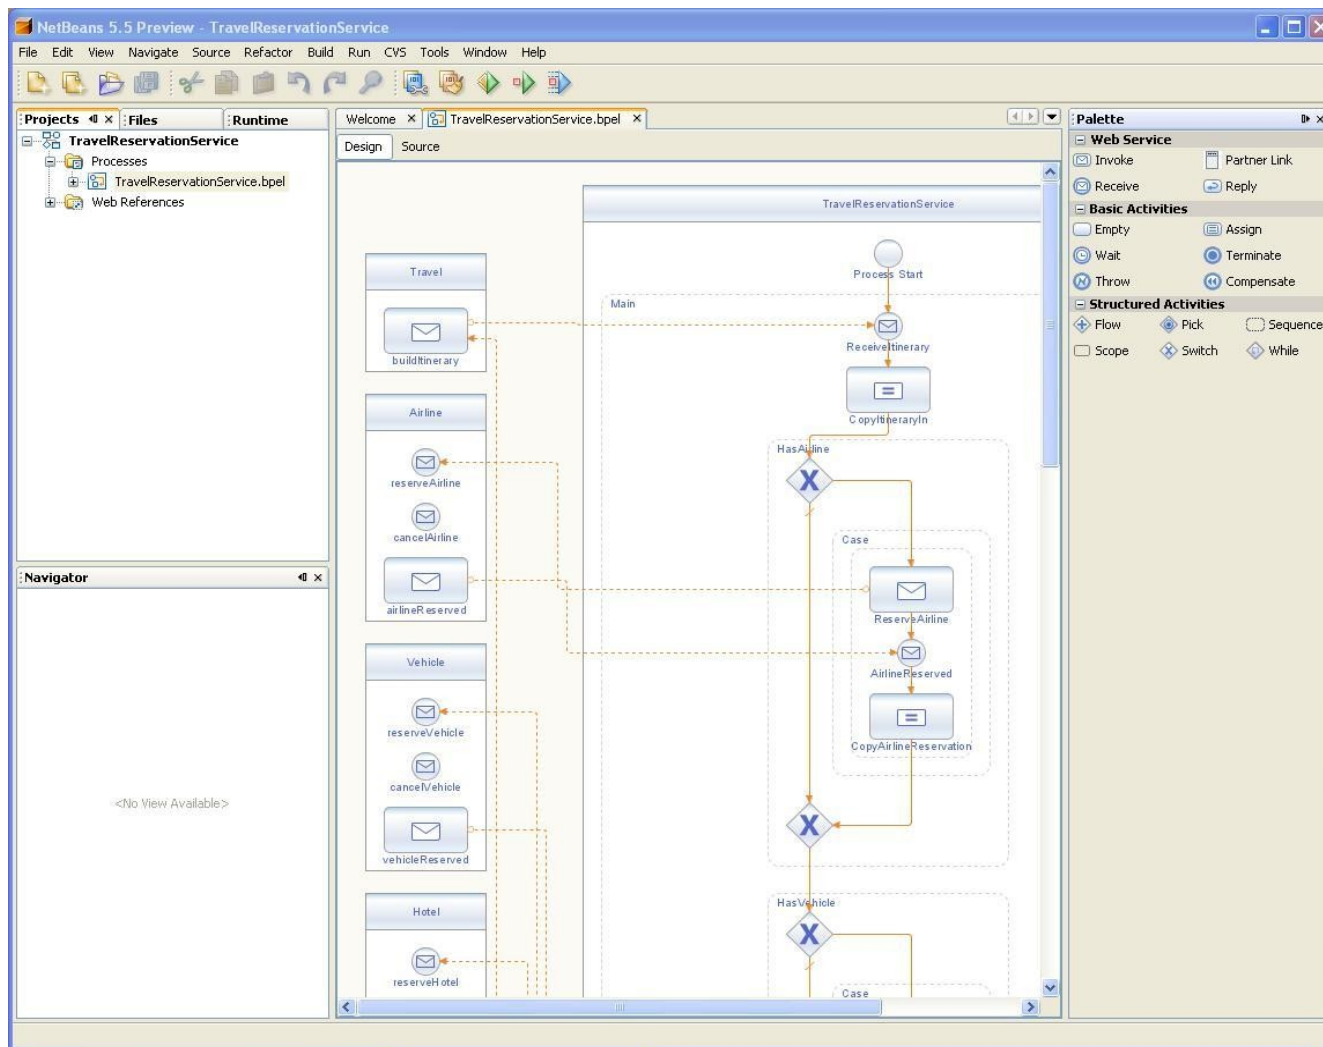 NetBeans 5.5 Preview - TravelReservationService
File Edit View Navigate Source Refactor Build Run CVS Tools Window Help
Projects Files Runtime
TravelReservationService
Processes
TravelReservationService.bpel
Web References
Navigator
<No View Available>
Welcome TravelReservationService.bpel
Design Source
TravelReservationService
Process Start
Main
Travel
buildItinerary
ReceiveItinerary
CopyItineraryIn
Airline
HasAirline
reserveAirline
cancelAirline
Case
airlineReserved
ReserveAirline
Vehicle
AirlineReserved
reserveVehicle
CopyAirlineReservation
cancelVehicle
vehicleReserved
Hotel
HasVehicle
reserveHotel
Case
Palette
Web Service
Invoke Partner Link
Receive Reply
Basic Activities
Empty Assign
Wait Terminate
Throw Compensate
Structured Activities
Flow Pick Sequence
Scope Switch While